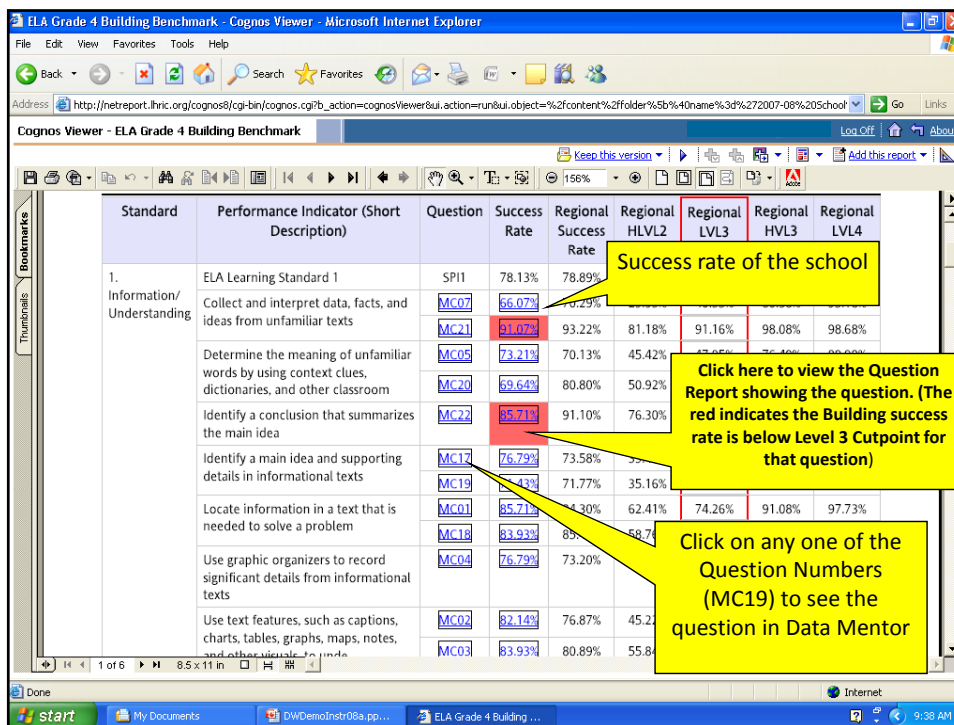 ELA Grade 4 Building Benchmark - Cognos Viewer - Microsoft Internet Explorer
File Edit View Favorites Tools Help
Back Search Favorites
Address http://netreport.lhric.org/cognos8/cgi-bin/cognos.cgi?b_action=cognosViewer&ui.action=run&ui.object=%2fcontent%2ffolder%5b%40name%3d%272007-08%20School' Go Links
Cognos Viewer - ELA Grade 4 Building Benchmark Log Off Abou
Keep this version Add this report
156% Adobe
Bookmarks
Thumbnails
Standard Performance Indicator (Short Description) Question Success Rate Regional Success Rate Regional HLVL2 Regional LVL3 Regional HVL3 Regional LVL4
1. Information/ Understanding
ELA Learning Standard 1 SPI1 78.13% 78.89%
Success rate of the school
Collect and interpret data, facts, and ideas from unfamiliar texts MC07 66.07%
MC21 91.07% 93.22% 81.18% 91.16% 98.08% 98.68%
Determine the meaning of unfamiliar words by using context clues, dictionaries, and other classroom MC05 73.21% 70.13% 45.42%
MC20 69.64% 80.80% 50.92%
Click here to view the Question
Report showing the question. (The
red indicates the Building success
rate is below Level 3 Cutpoint for
that question)
Identify a conclusion that summarizes the main idea MC22 85.71% 91.10% 76.30%
Identify a main idea and supporting details in informational texts MC17 76.79% 73.58%
MC19 71.77% 35.16%
Locate information in a text that is needed to solve a problem MC01 85.71% 62.41% 74.26% 91.08% 97.73%
MC18 83.93%
Click on any one of the
Question Numbers
(MC19) to see the
question in Data Mentor
Use graphic organizers to record significant details from informational texts MC04 76.79% 73.20%
Use text features, such as captions, charts, tables, graphs, maps, notes, and other visuals, to unde MC02 82.14% 76.87%
MC03 83.93% 80.89%
1 of 6 8.5 x 11 in
Done Internet
start My Documents DWDemoInstr08a.pp... ELA Grade 4 Building ... 9:38 AM